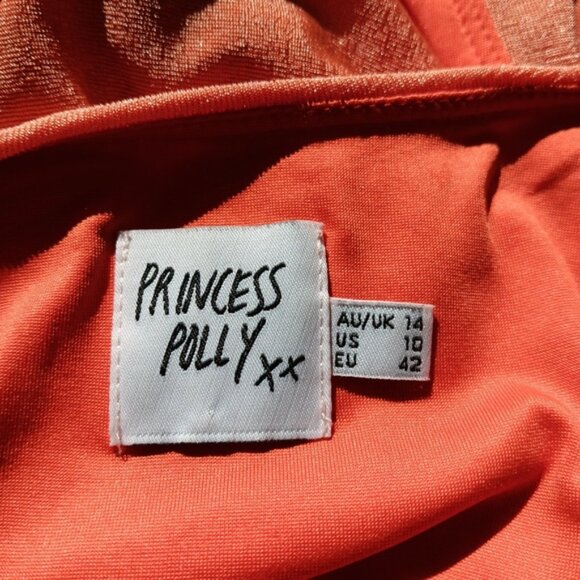 PRINCESS
POLLY xx
AU/UK 14
US 10
EU 42